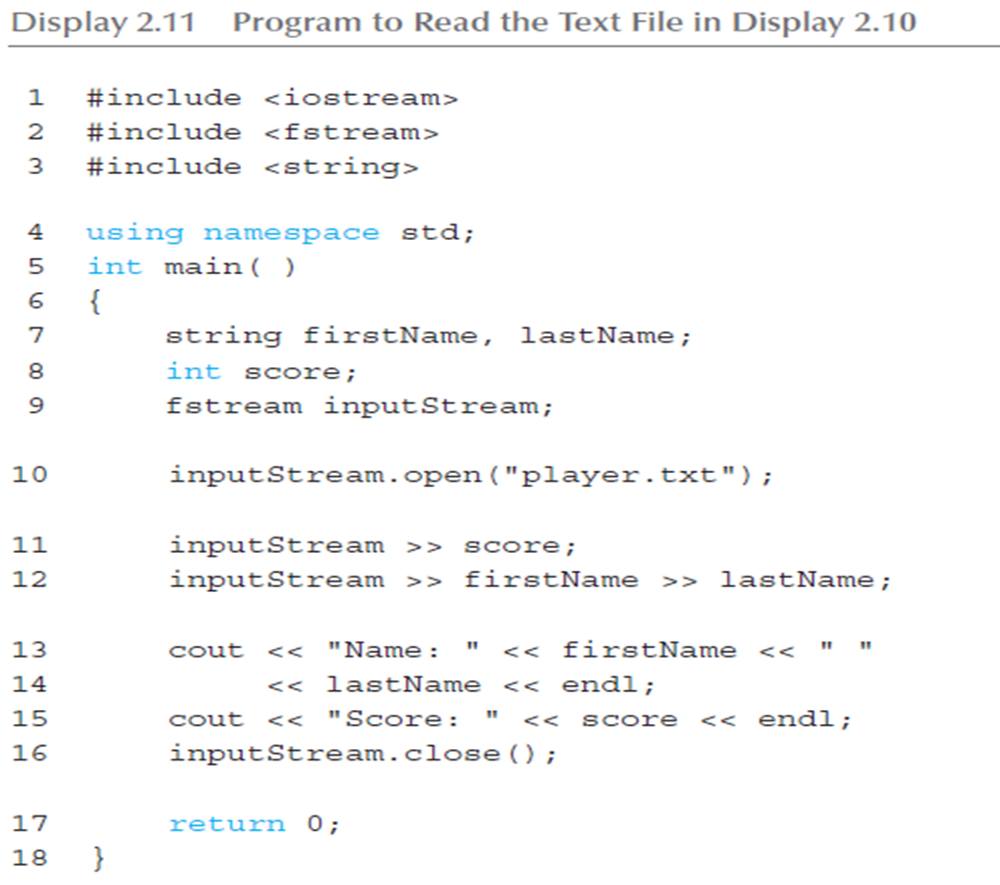 Display 2.11 Program to Read the Text File in Display 2.10
1 #include <iostream>
2 #include <fstream>
3 #include <string>
4 using namespace std;
5 int main( )
6 {
7 string firstName, lastName;
8 int score;
9 fstream inputStream;
10 inputStream.open("player.txt");
11 inputStream >> score;
12 inputStream >> firstName >> lastName;
13 cout << "Name: " << firstName << " "
14 << lastName << endl;
15 cout << "Score: " << score << endl;
16 inputStream.close();
17 return 0;
18 }